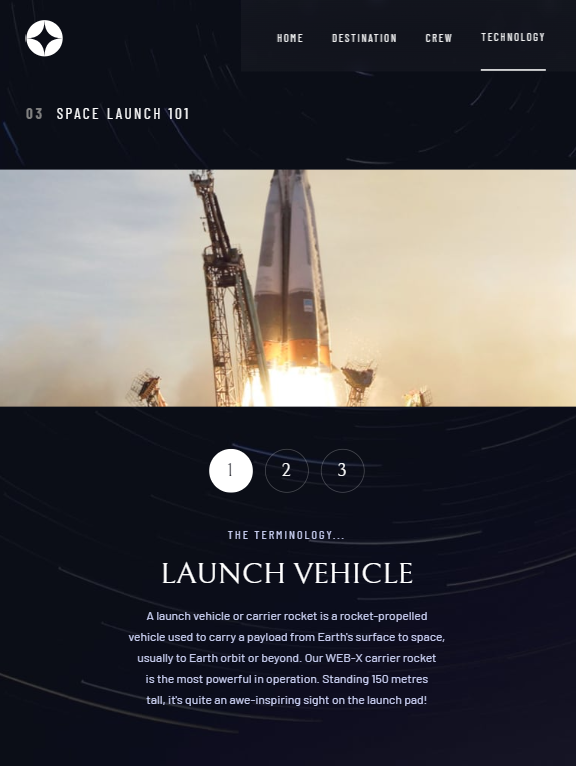 HOME DESTINATION CREW TECHNOLOGY
03 SPACE LAUNCH 101
1 2 3
THE TERMINOLOGY...
LAUNCH VEHICLE
A launch vehicle or carrier rocket is a rocket-propelled
vehicle used to carry a payload from Earth's surface to space,
usually to Earth orbit or beyond. Our WEB-X carrier rocket
is the most powerful in operation. Standing 150 metres
tall, it's quite an awe-inspiring sight on the launch pad!